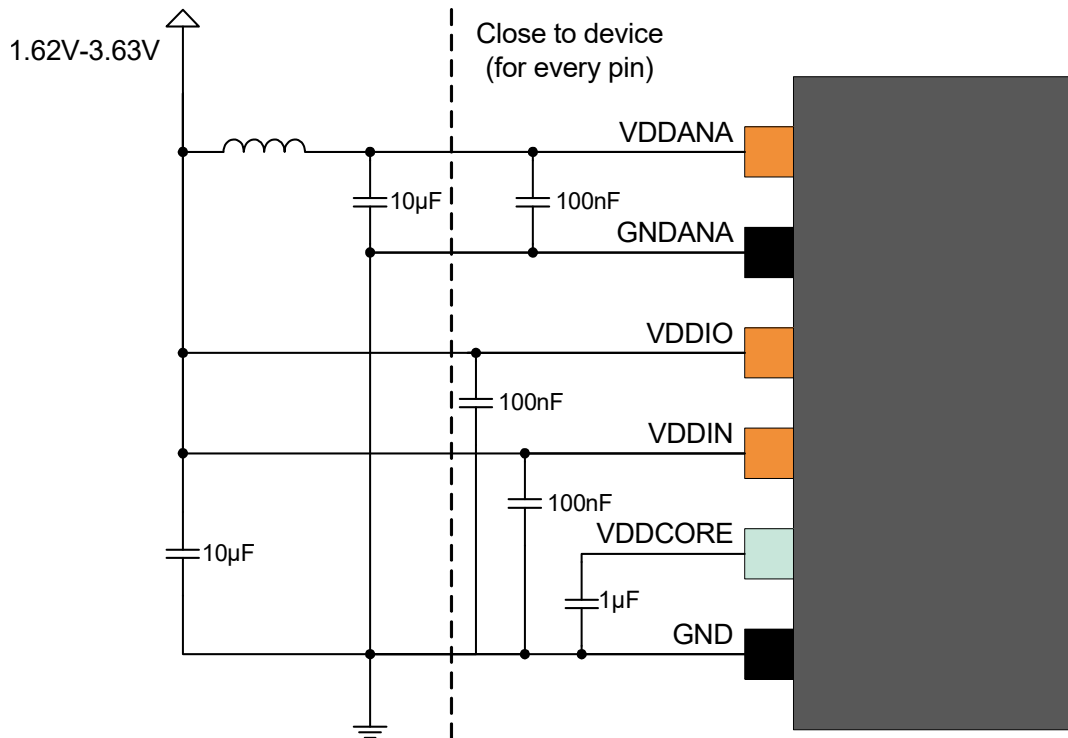 1.62V-3.63V
Close to device
(for every pin)
VDDANA
10µF
100nF
GNDANA
VDDIO
100nF
VDDIN
100nF
VDDCORE
10µF
1µF
GND